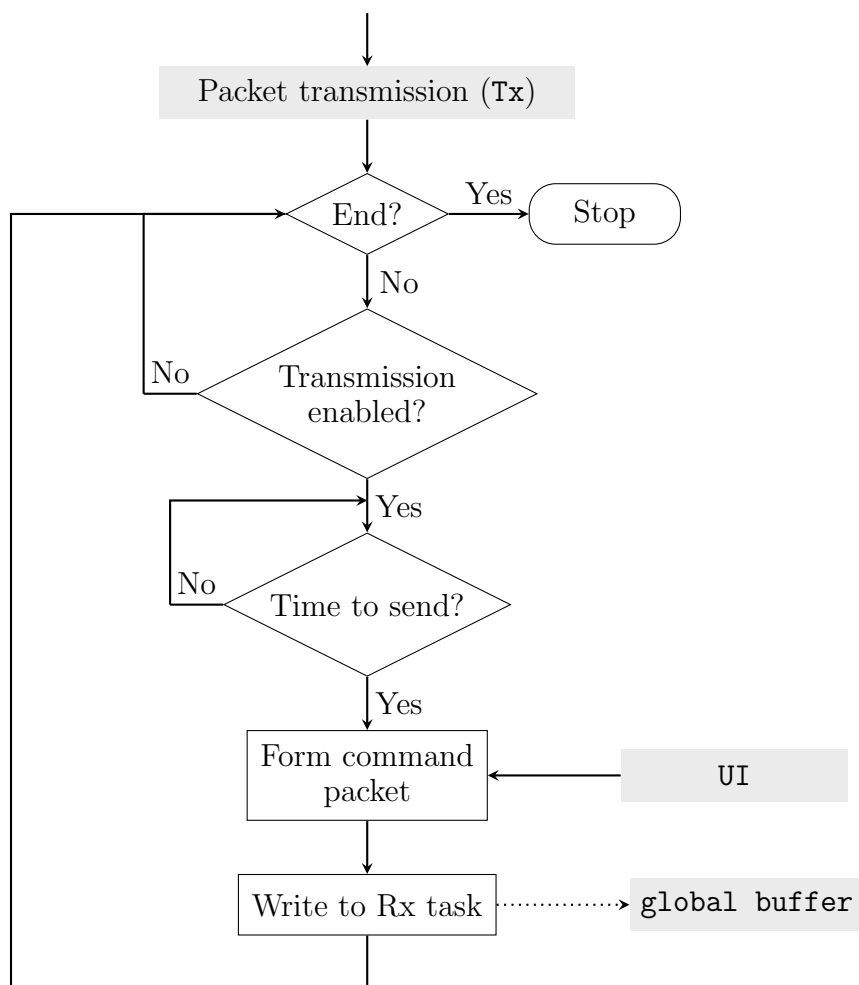 Packet transmission (Tx)
End?
Yes
Stop
No
Transmission
enabled?
No
Yes
No
Time to send?
Yes
Form command
packet
UI
Write to Rx task
global buffer